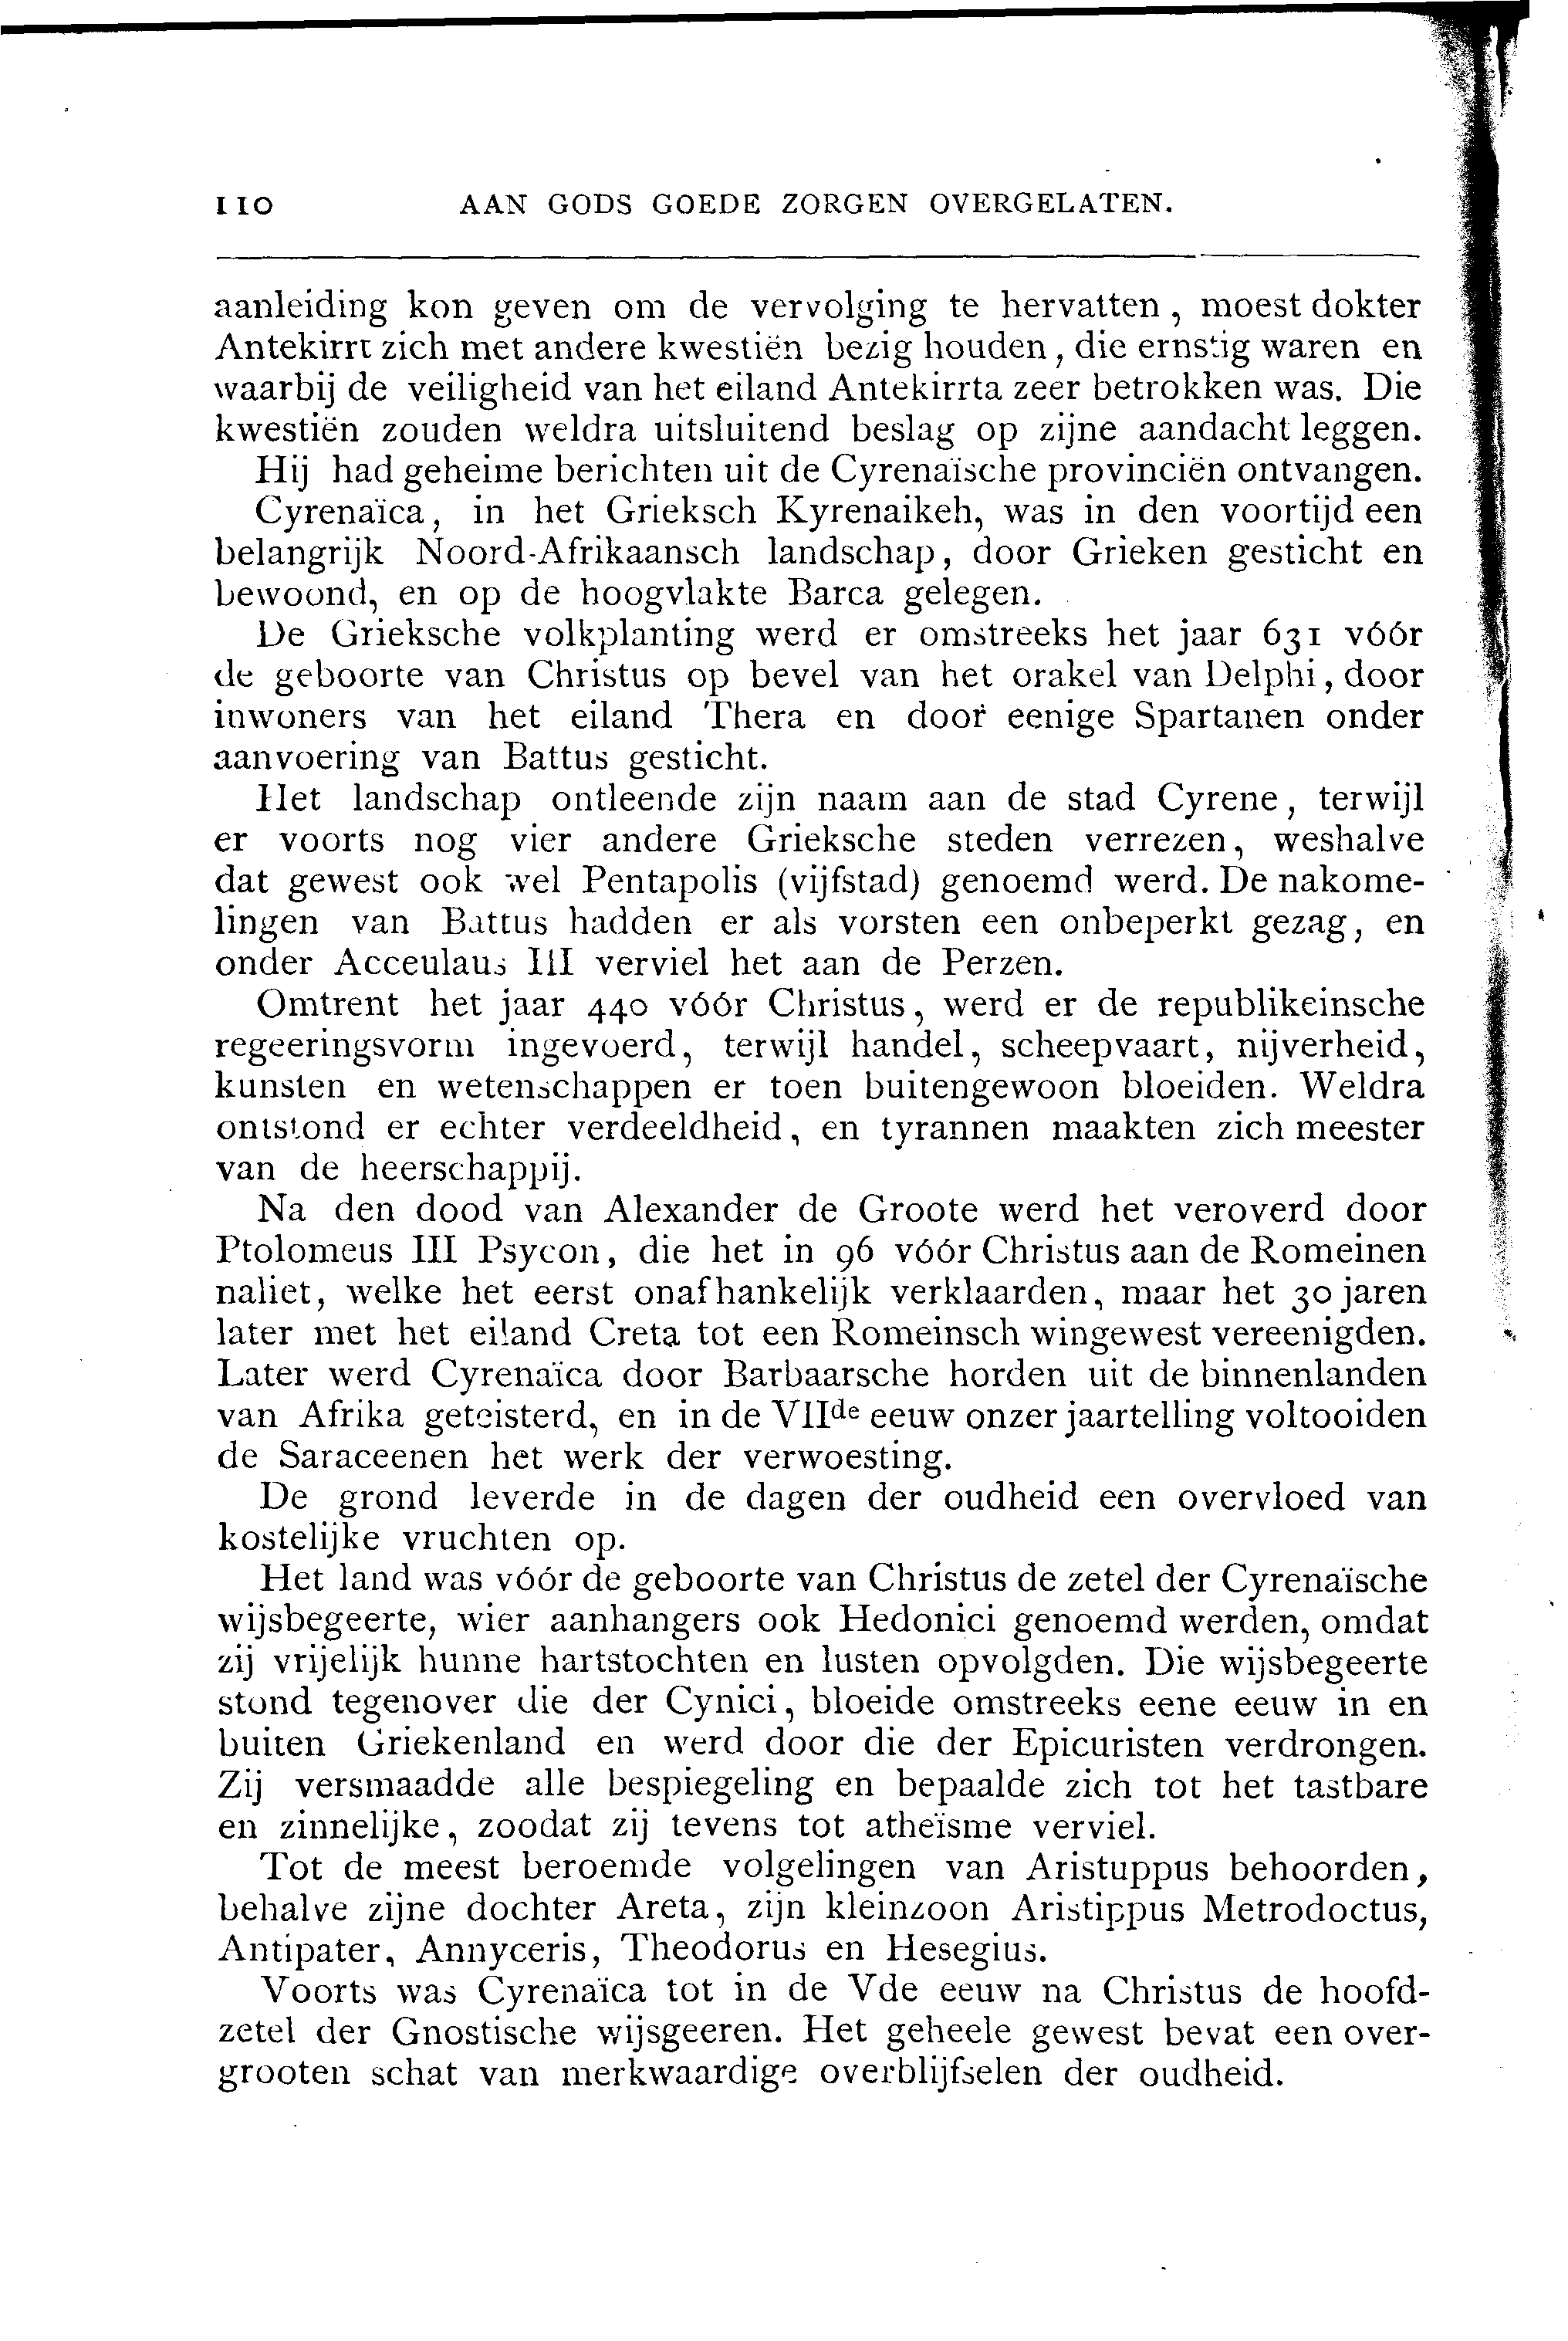 110 AAN GODS GOEDE ZORGEN OVERGELATEN.
aanleiding kon geven om de vervolging te hervatten, moest dokter
Antekirrt zich met andere kwestiën bezig houden, die ernstig waren en
waarbij de veiligheid van het eiland Antekirrta zeer betrokken was. Die
kwestiën zouden weldra uitsluitend beslag op zijne aandacht leggen.
Hij had geheime berichten uit de Cyrenaïsche provinciën ontvangen.
Cyrenaïca, in het Grieksch Kyrenaikeh, was in den voortijd een
belangrijk Noord-Afrikaansch landschap, door Grieken gesticht en
bewoond, en op de hoogvlakte Barca gelegen.
De Grieksche volkplanting werd er omstreeks het jaar 631 vóór
de geboorte van Christus op bevel van het orakel van Delphi, door
inwoners van het eiland Thera en door eenige Spartanen onder
aanvoering van Battus gesticht.
Het landschap ontleende zijn naam aan de stad Cyrene, terwijl
er voorts nog vier andere Grieksche steden verrezen, weshalve
dat gewest ook wel Pentapolis (vijfstad) genoemd werd. De nakome-
lingen van Battus hadden er als vorsten een onbeperkt gezag, en
onder Acceulaus III verviel het aan de Perzen.
Omtrent het jaar 440 vóór Christus, werd er de republikeinsche
regeeringsvorm ingevoerd, terwijl handel, scheepvaart, nijverheid,
kunsten en wetenschappen er toen buitengewoon bloeiden. Weldra
ontstond er echter verdeeldheid, en tyrannen maakten zich meester
van de heerschappij.
Na den dood van Alexander de Groote werd het veroverd door
Ptolomeus III Psycon, die het in 96 vóór Christus aan de Romeinen
naliet, welke het eerst onafhankelijk verklaarden, maar het 30 jaren
later met het eiland Creta tot een Romeinsch wingewest vereenigden.
Later werd Cyrenaïca door Barbaarsche horden uit de binnenlanden
van Afrika geteisterd, en in de VIIde eeuw onzer jaartelling voltooiden
de Saraceenen het werk der verwoesting.
De grond leverde in de dagen der oudheid een overvloed van
kostelijke vruchten op.
Het land was vóór de geboorte van Christus de zetel der Cyrenaïsche
wijsbegeerte, wier aanhangers ook Hedonici genoemd werden, omdat
zij vrijelijk hunne hartstochten en lusten opvolgden. Die wijsbegeerte
stond tegenover die der Cynici, bloeide omstreeks eene eeuw in en
buiten Griekenland en werd door die der Epicuristen verdrongen.
Zij versmaadde alle bespiegeling en bepaalde zich tot het tastbare
en zinnelijke, zoodat zij tevens tot atheïsme verviel.
Tot de meest beroemde volgelingen van Aristuppus behoorden,
behalve zijne dochter Areta, zijn kleinzoon Aristippus Metrodoctus,
Antipater, Annyceris, Theodorus en Hesegius.
Voorts was Cyrenaïca tot in de Vde eeuw na Christus de hoofd-
zetel der Gnostische wijsgeeren. Het geheele gewest bevat een over-
grooten schat van merkwaardige overblijfselen der oudheid.